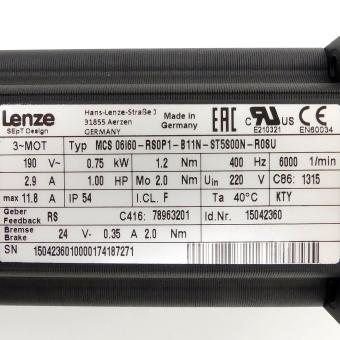 Lenze
SEpT Design
Hans-Lenze-Straße 1
31855 Aerzen
GERMANY
Made in Germany
EAC c RU US CE
E210321 EN60034
3~MOT Typ MCS 06I60-RS0P1-B11N-ST5S00N-R0SU
190 V~ 0.75 kW 1.2 Nm 400 Hz 6000 1/min
2.9 A 1.00 HP Mo 2.0 Nm Uin 220 V C86: 1315
max 11.8 A IP 54 I.CL. F Ta 40°C KTY
Geber
Feedback RS C416: 78963201 Id.Nr. 15042360
Bremse
Brake 24 V- 0.35 A 2.0 Nm
SN 1504236010000174187271